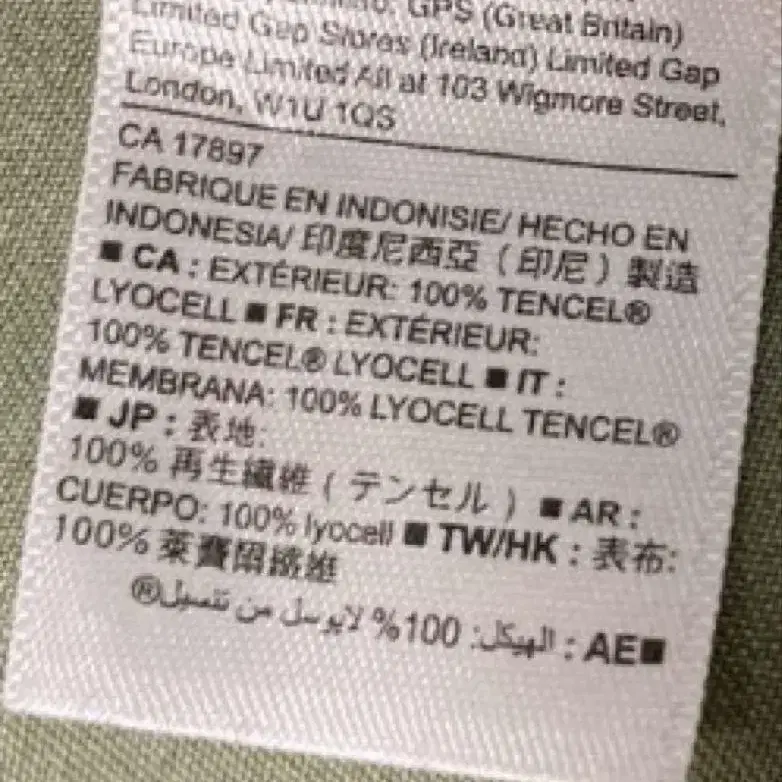 GPS (Great Britain)
Limited Gap Stores (Ireland) Limited Gap
Europe Limited All at 103 Wigmore Street,
London, W1U 1QS
CA 17897
FABRIQUE EN INDONISIE/ HECHO EN
INDONESIA/ 印度尼西亞（印尼）製造
■ CA : EXTÉRIEUR: 100% TENCEL®
LYOCELL ■ FR : EXTÉRIEUR:
100% TENCEL® LYOCELL ■ IT :
MEMBRANA: 100% LYOCELL TENCEL®
■ JP : 表地:
100% 再生繊維 ( テンセル ) ■ AR :
CUERPO: 100% lyocell ■ TW/HK : 表布:
100% 萊賽爾纖維
■AE : الهيكل: 100% لايوسل من تنسيل®